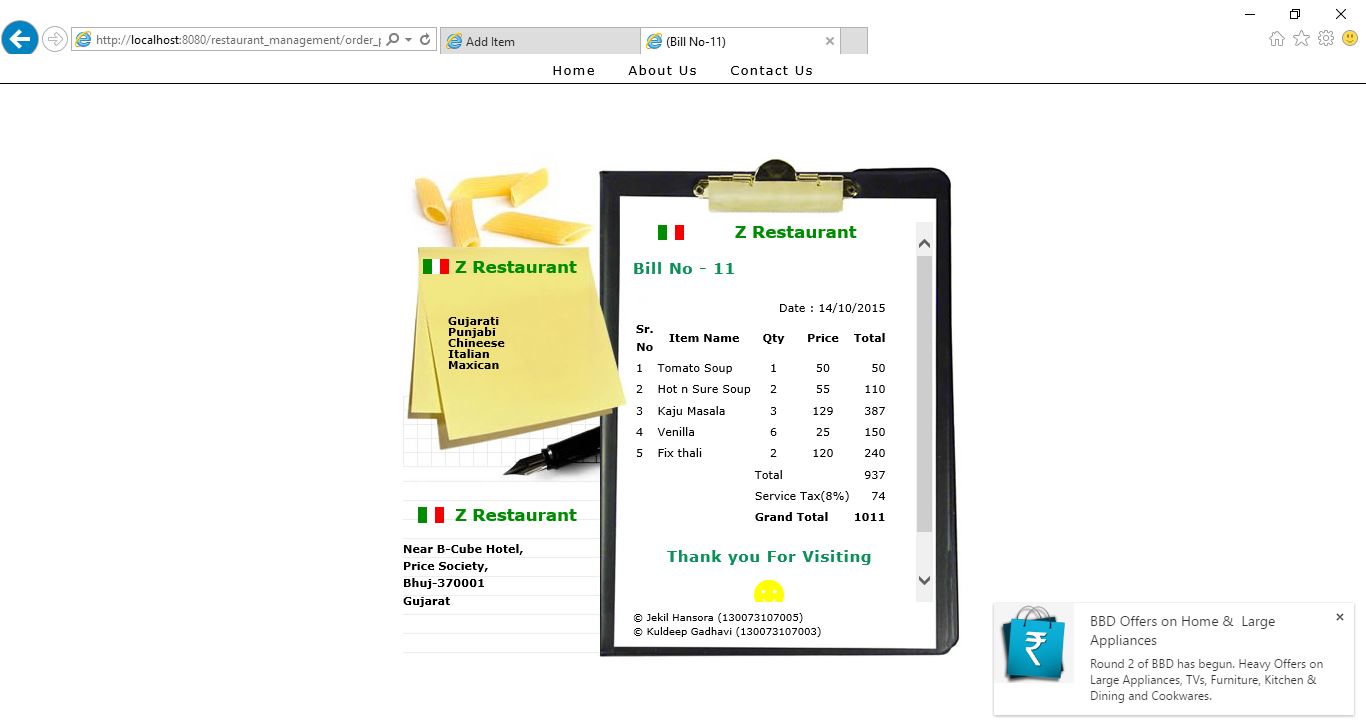 http://localhost:8080/restaurant_management/order_p
Add Item
(Bill No-11)
Home About Us Contact Us
Z Restaurant
Gujarati
Punjabi
Chineese
Italian
Maxican
Z Restaurant
Near B-Cube Hotel,
Price Society,
Bhuj-370001
Gujarat
Z Restaurant
Bill No - 11
Date : 14/10/2015
Sr. No Item Name Qty Price Total
1 Tomato Soup 1 50 50
2 Hot n Sure Soup 2 55 110
3 Kaju Masala 3 129 387
4 Venilla 6 25 150
5 Fix thali 2 120 240
Total 937
Service Tax(8%) 74
Grand Total 1011
Thank you For Visiting
© Jekil Hansora (130073107005)
© Kuldeep Gadhavi (130073107003)
₹
BBD Offers on Home & Large
Appliances
Round 2 of BBD has begun. Heavy Offers on
Large Appliances, TVs, Furniture, Kitchen &
Dining and Cookwares.